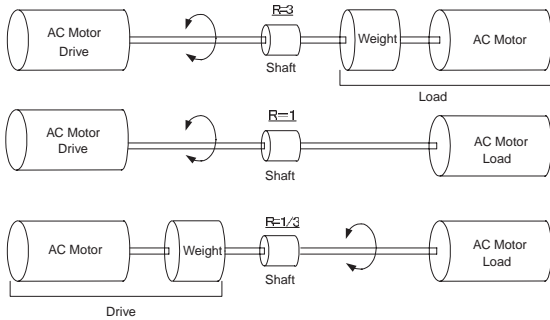 R=3
AC Motor
Drive
Weight
AC Motor
Shaft
Load
R=1
AC Motor
Drive
AC Motor
Load
Shaft
R=1/3
AC Motor
Weight
AC Motor
Load
Shaft
Drive